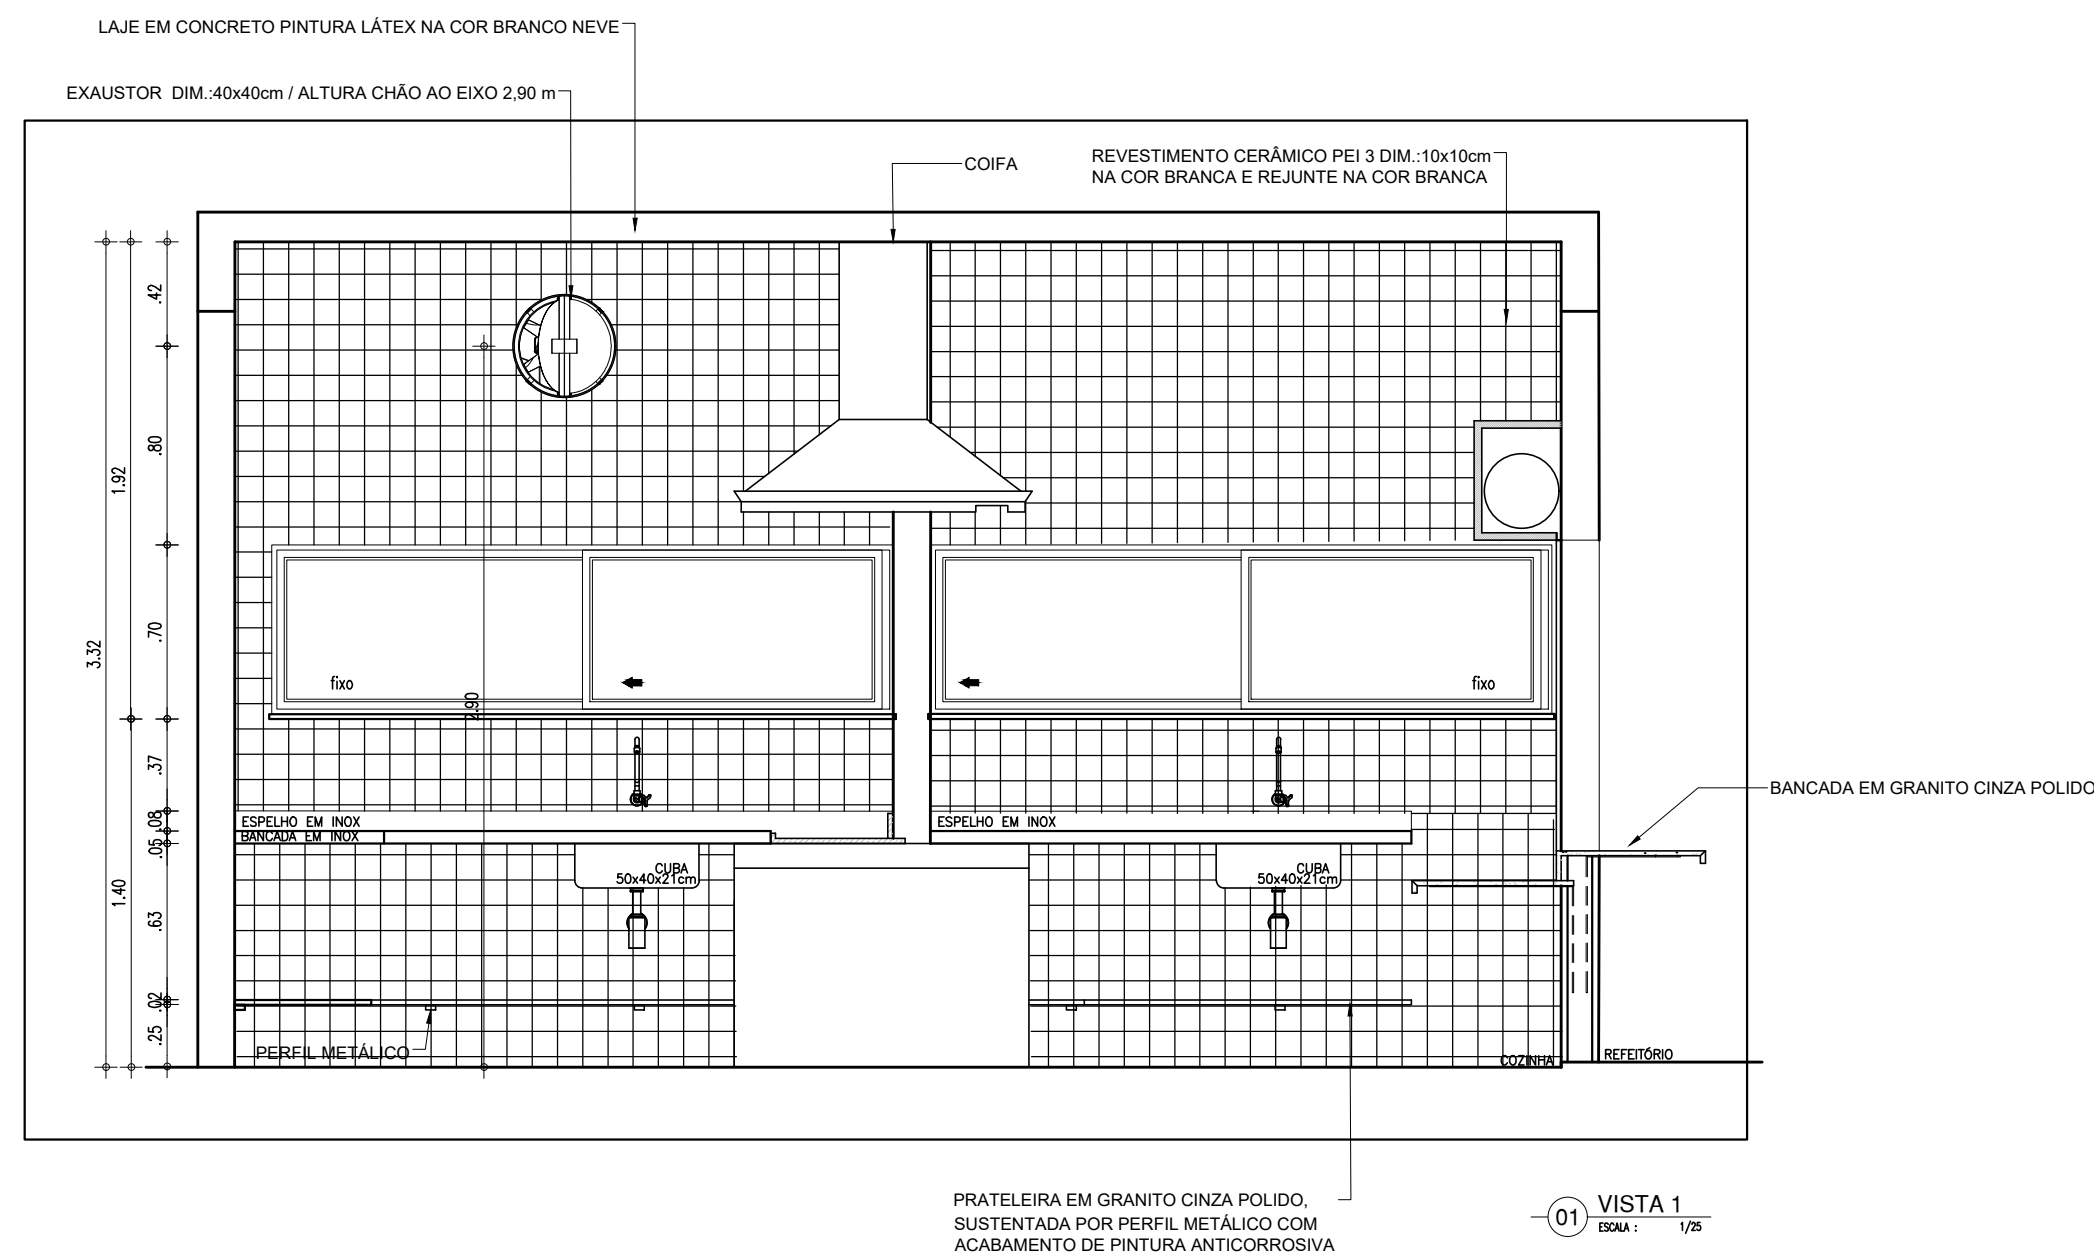 LAJE EM CONCRETO PINTURA LÁTEX NA COR BRANCO NEVE
EXAUSTOR  DIM.:40x40cm / ALTURA CHÃO AO EIXO 2,90 m
COIFA
REVESTIMENTO CERÂMICO PEI 3 DIM.:10x10cm
NA COR BRANCA E REJUNTE NA COR BRANCA
.42
.80
1.92
.70
3.32
fixo
fixo
2.90
.37
BANCADA EM GRANITO CINZA POLIDO
.08
ESPELHO EM INOX
ESPELHO EM INOX
.05
BANCADA EM INOX
CUBA
50x40x21cm
CUBA
50x40x21cm
1.40
.63
.02
.25
PERFIL METÁLICO
COZINHA
REFEITÓRIO
PRATELEIRA EM GRANITO CINZA POLIDO,
SUSTENTADA POR PERFIL METÁLICO COM
ACABAMENTO DE PINTURA ANTICORROSIVA
01
VISTA 1
ESCALA : 1/25